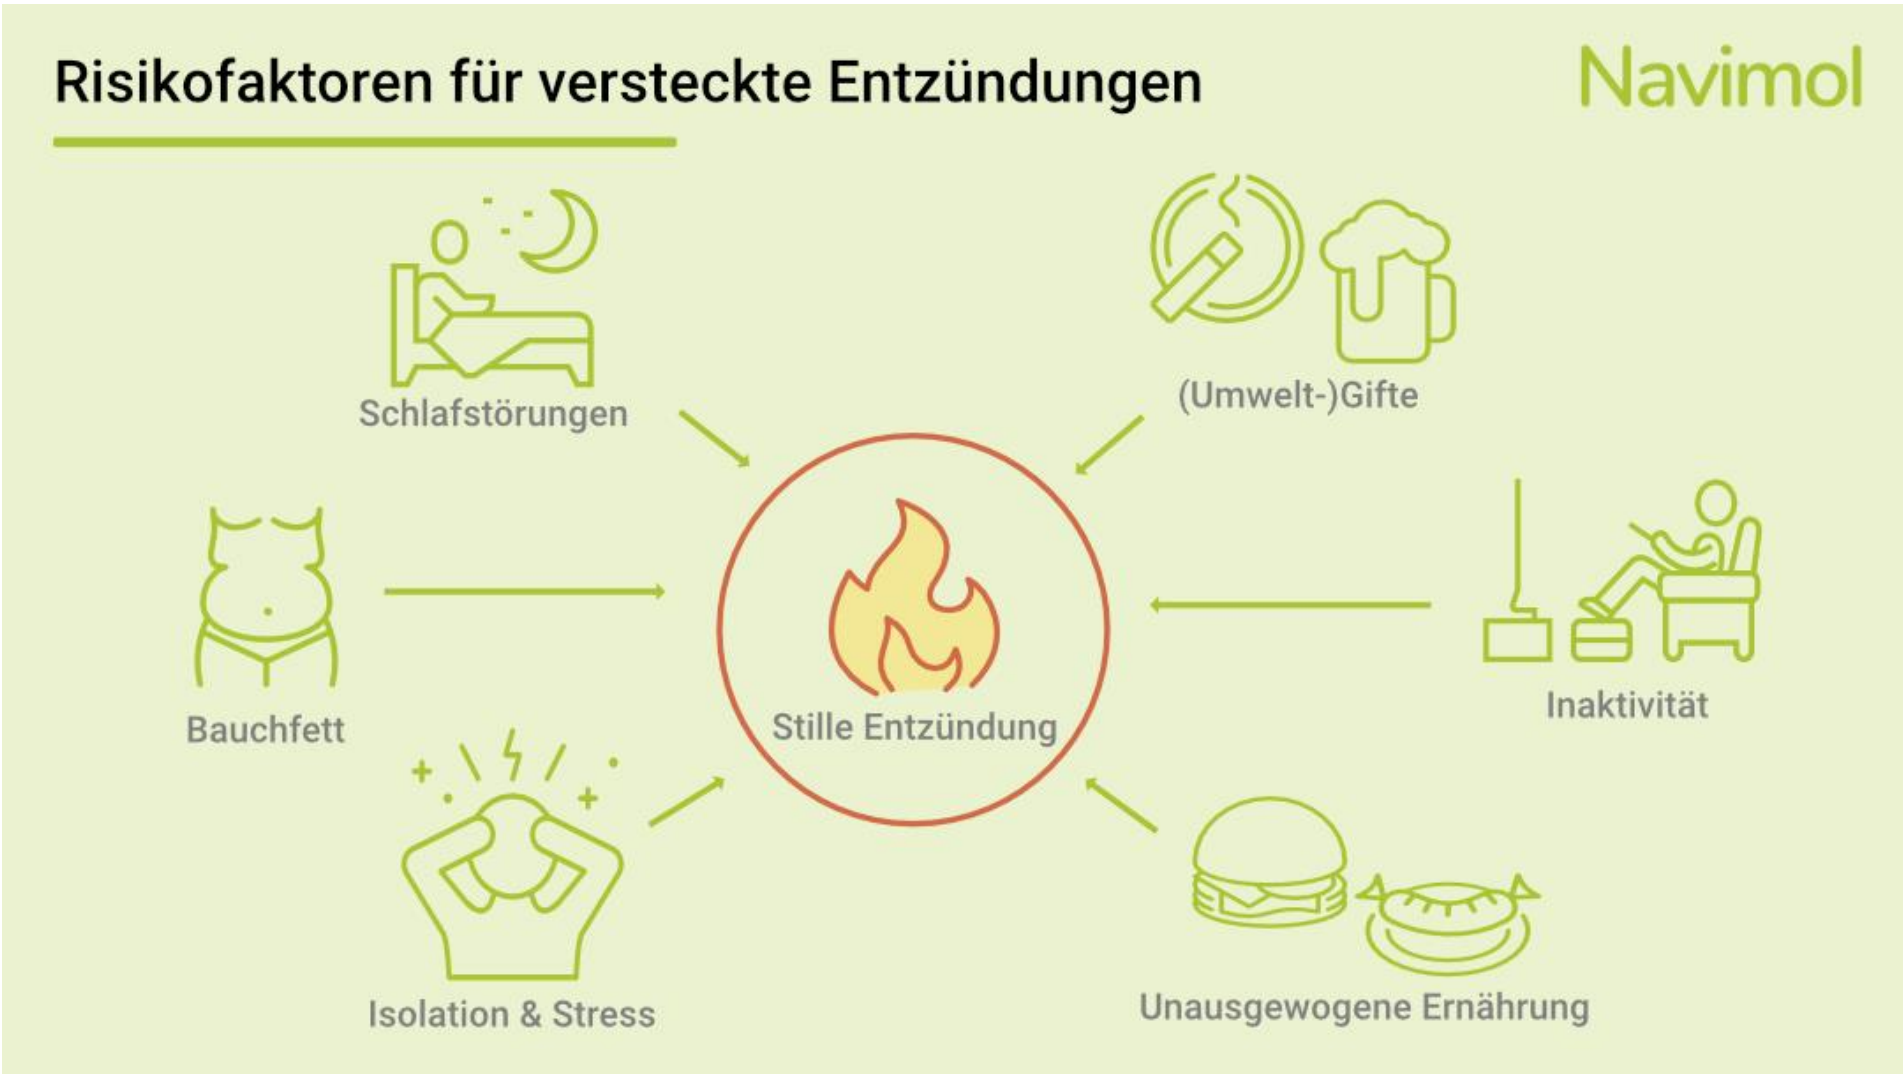 Risikofaktoren für versteckte Entzündungen
Navimol
Schlafstörungen
(Umwelt-)Gifte
Bauchfett
Stille Entzündung
Inaktivität
Isolation & Stress
Unausgewogene Ernährung